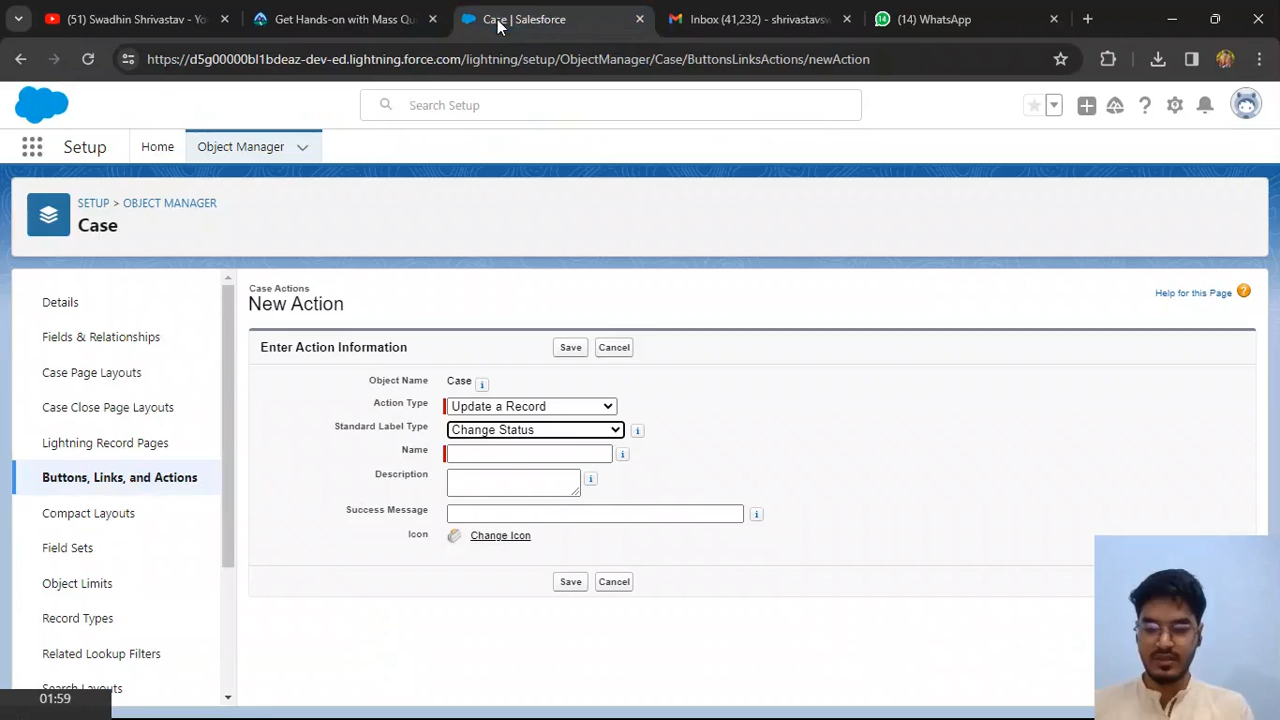 (51) Swadhin Shrivastav - Yo
Get Hands-on with Mass Qu
Case | Salesforce
Inbox (41,232) - shrivastavsw
(14) WhatsApp
https://d5g00000bl1bdeaz-dev-ed.lightning.force.com/lightning/setup/ObjectManager/Case/ButtonsLinksActions/newAction
Search Setup
Setup
Home
Object Manager
SETUP > OBJECT MANAGER
Case
Details
Fields & Relationships
Case Page Layouts
Case Close Page Layouts
Lightning Record Pages
Buttons, Links, and Actions
Compact Layouts
Field Sets
Object Limits
Record Types
Related Lookup Filters
Search Layouts
Case Actions
New Action
Help for this Page
Enter Action Information
Save
Cancel
Object Name
Case
Action Type
Update a Record
Standard Label Type
Change Status
Name
Description
Success Message
Icon
Change Icon
Save
Cancel
01:59